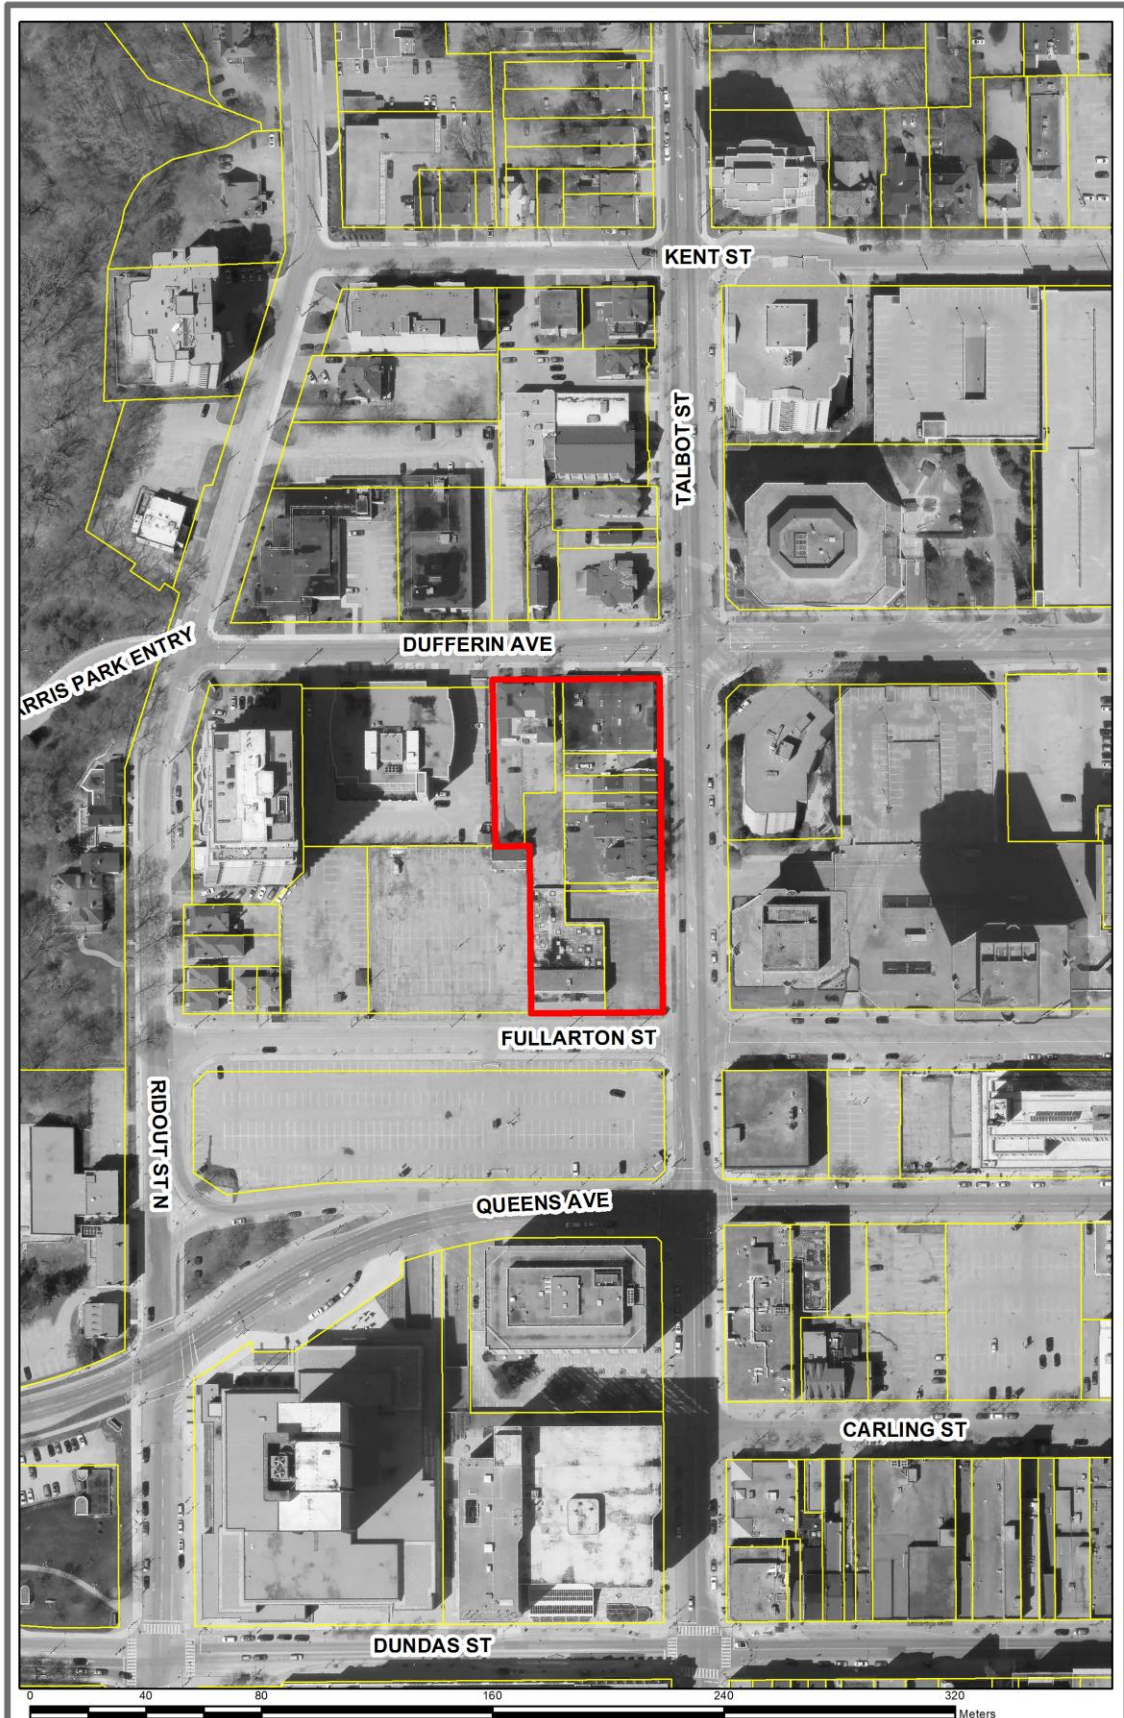 KENT ST
TALBOT ST
DUFFERIN AVE
ARRIS PARK ENTRY
FULLARTON ST
RIDOUT ST N
QUEENS AVE
CARLING ST
DUNDAS ST
0 40 80 160 240 320
Meters